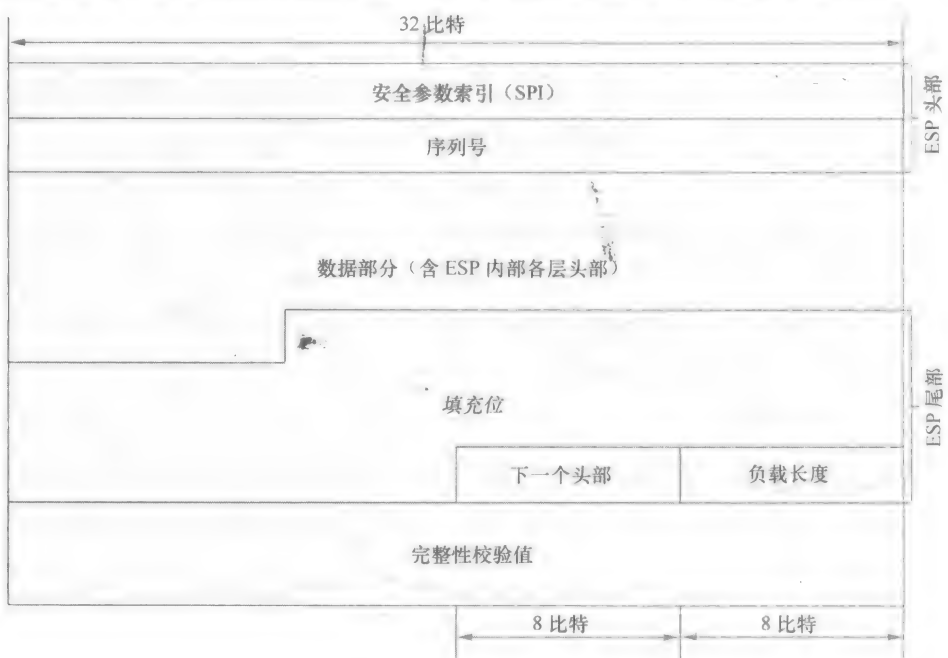 32 比特
安全参数索引（SPI）
ESP 头部
序列号
数据部分（含 ESP 内部各层头部）
填充位
ESP 尾部
下一个头部
负载长度
完整性校验值
8 比特
8 比特